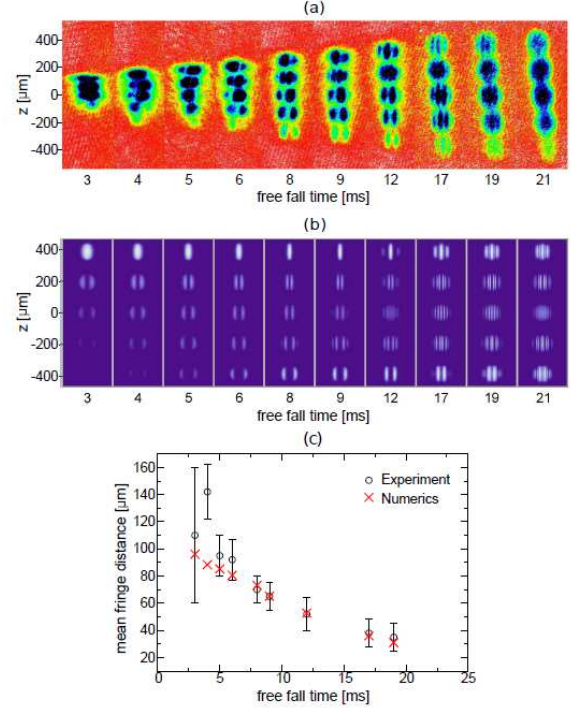 (a)
400
200
0
-200
-400
z [µm]
3 4 5 6 8 9 12 17 19 21
free fall time [ms]
(b)
400
200
0
-200
-400
z [µm]
3 4 5 6 8 9 12 17 19 21
free fall time [ms]
(c)
160
140
120
100
80
60
40
20
mean fringe distance [µm]
Experiment
Numerics
0 5 10 15 20 25
free fall time [ms]